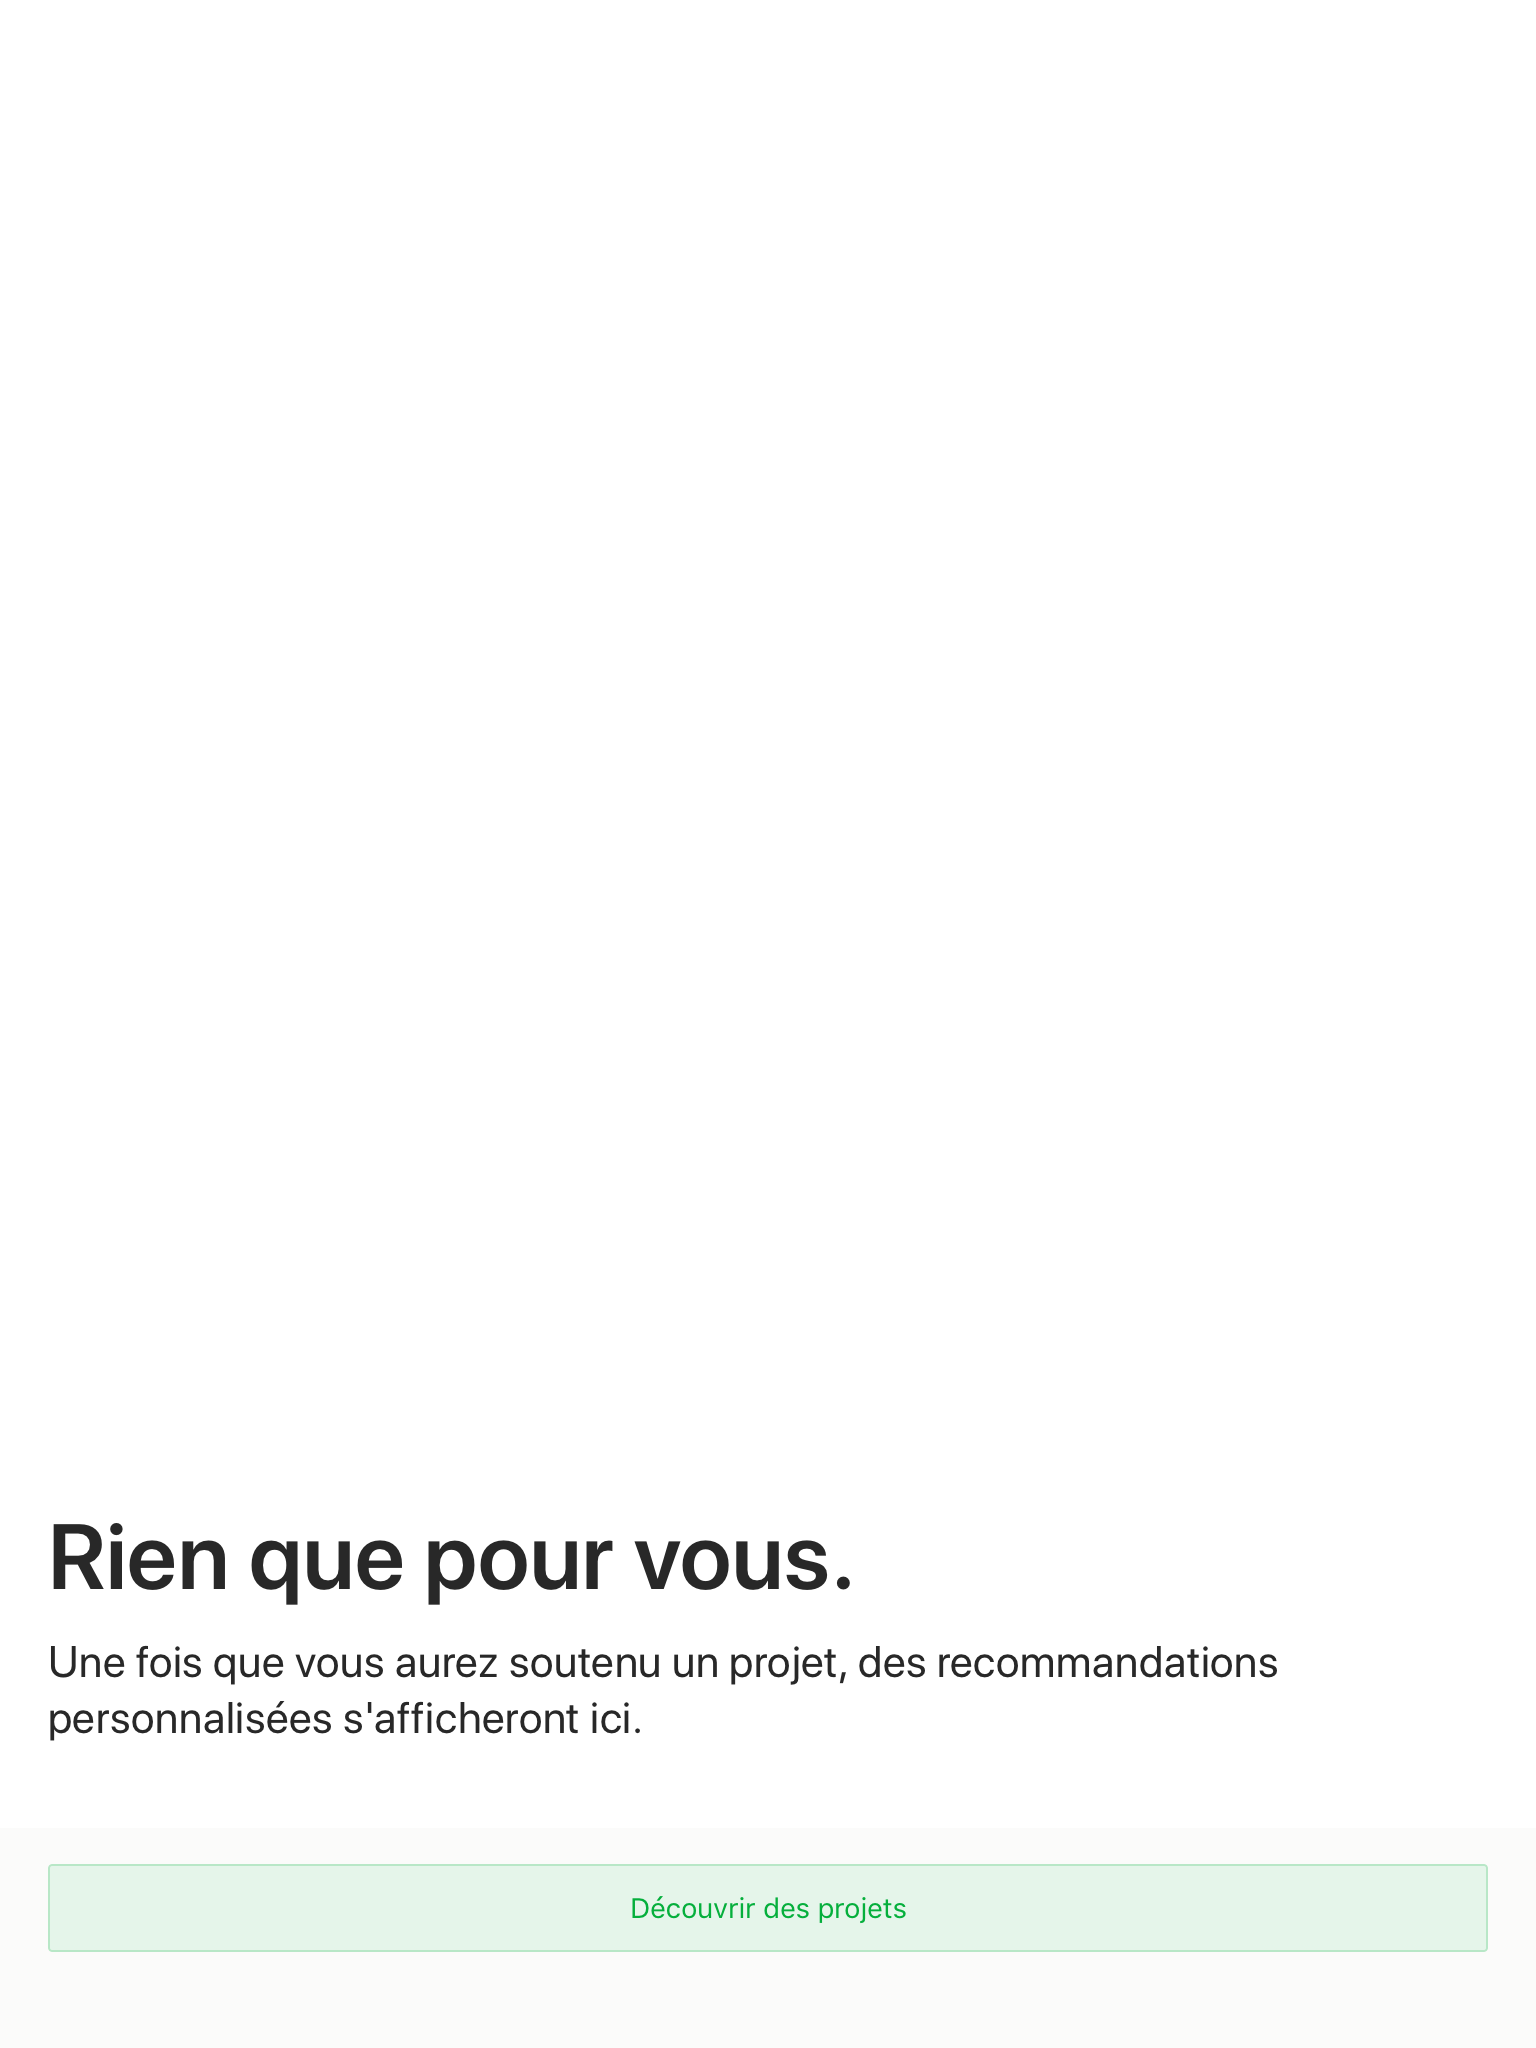 Rien que pour vous.
Une fois que vous aurez soutenu un projet, des recommandations
personnalisées s'afficheront ici.
Découvrir des projets